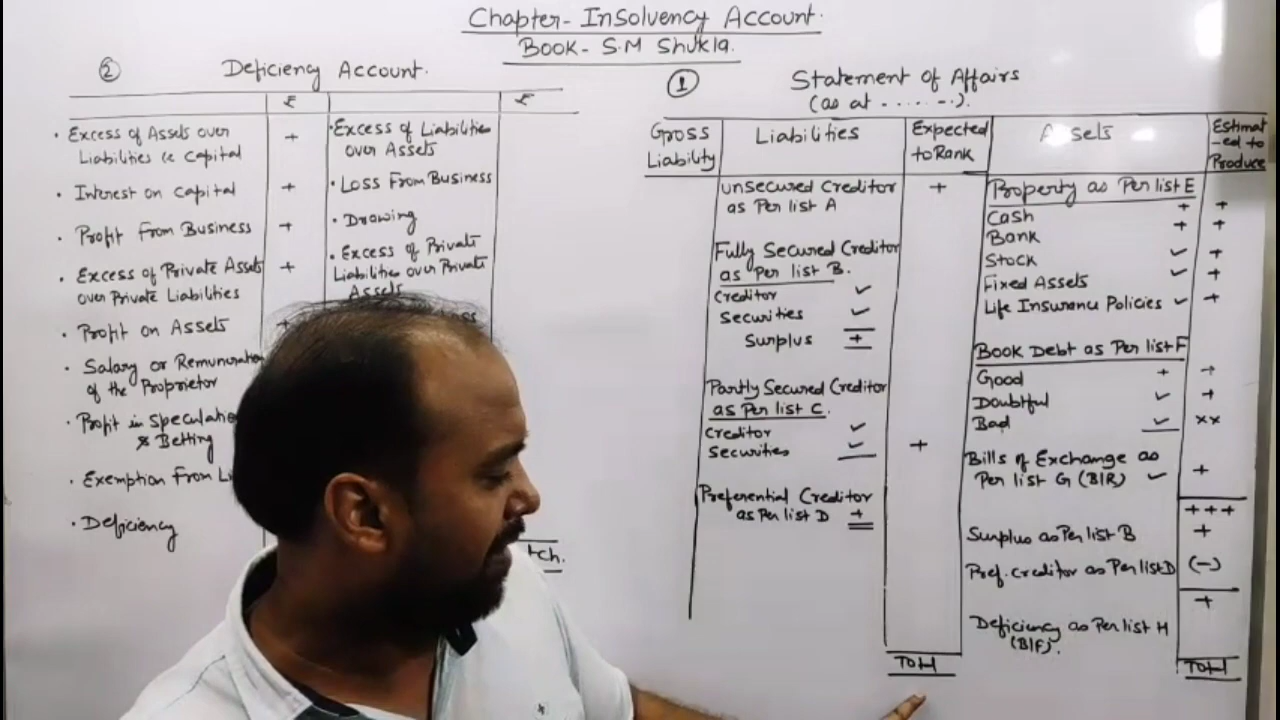 Chapter- Insolvency Account.
Book- S.M Shukla.
② Deficiency Account.
₹ ₹
• Excess of Assets over
Liabilities ie Capital +
• Interest on Capital +
• Profit From Business +
• Excess of Private Assets +
over Private Liabilities
• Profit on Assets
• Salary or Remuneration
of the Proprietor
• Profit in Speculation
& Betting
• Exemption From
• Deficiency
• Excess of Liabilities
over Assets
• Loss From Business
• Drawing
• Excess of Private
Liabilities over Private
Assets
① Statement of Affairs
(as at ........).
Gross
Liability
Liabilities
Expected
to Rank
Assets
Estimat
-ed to
Produce
unsecured Creditor +
as Per list A
Fully Secured Creditor
as Per list B.
Creditor ✓
Securities ✓
Surplus +
Partly Secured Creditor
as Per list C.
Creditor ✓
Securities ✓ +
Preferential Creditor
as Per list D +
Total
Property as Per list E
Cash + +
Bank + +
Stock ✓ +
Fixed Assets ✓ +
Life Insurance Policies ✓ +
Book Debt as Per list F
Good + +
Doubtful ✓ +
Bad ✓ ××
Bills of Exchange as
Per list G (B/R) ✓ +
+++
Surplus as Per list B +
Pref. Creditor as Per list D (-)
+
Deficiency as Per list H
(B/F).
Total